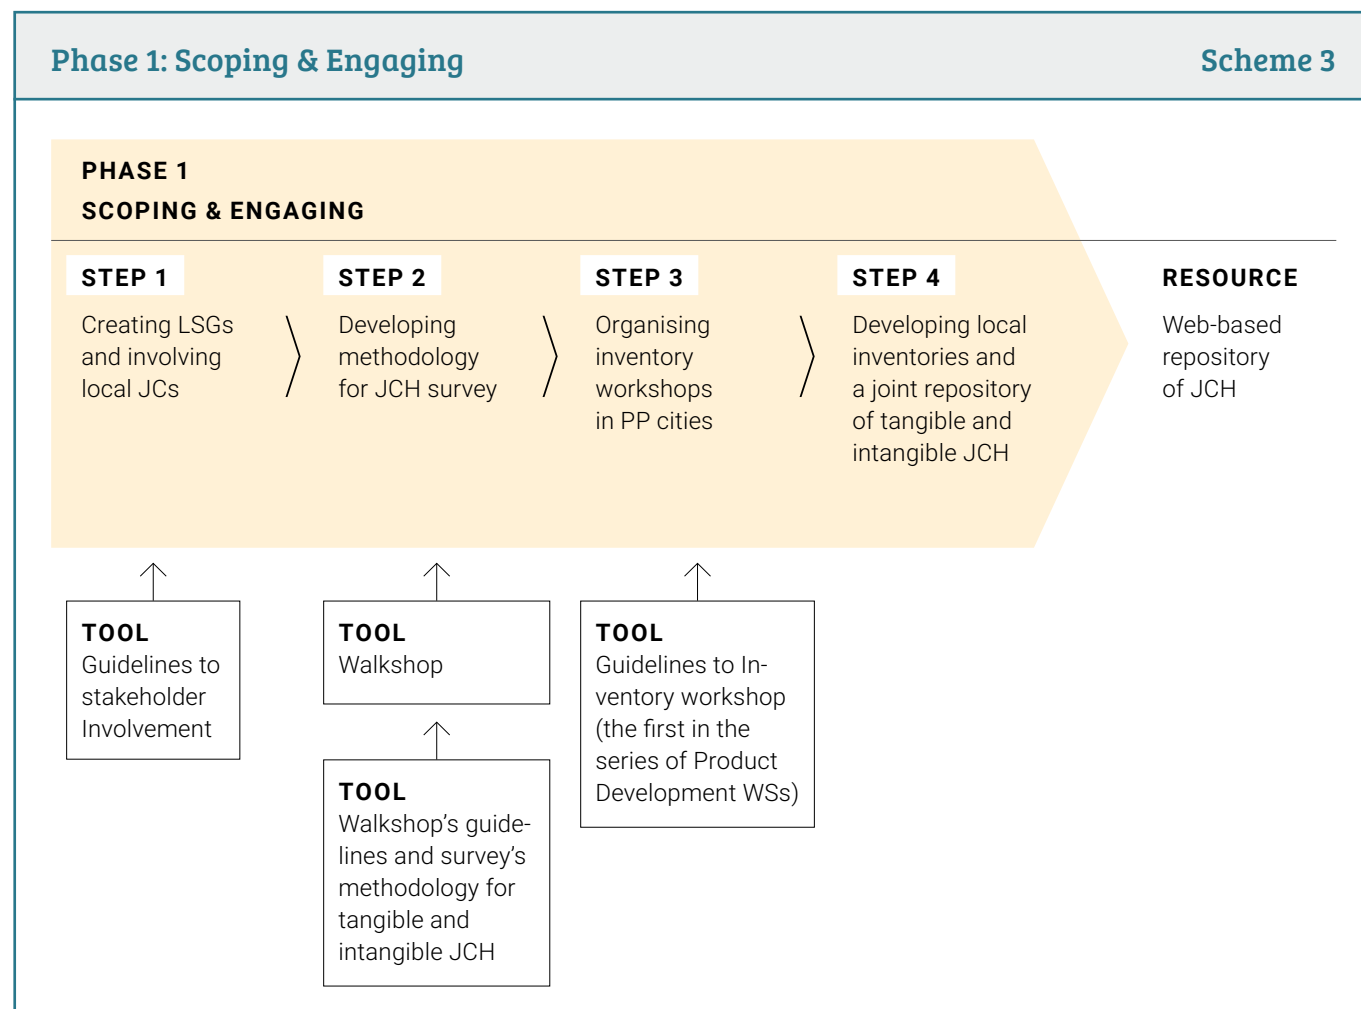 Phase 1: Scoping & Engaging
Scheme 3
PHASE 1
SCOPING & ENGAGING
STEP 1
Creating LSGs
and involving
local JCs
STEP 2
Developing
methodology
for JCH survey
STEP 3
Organising
inventory
workshops
in PP cities
STEP 4
Developing local
inventories and
a joint repository
of tangible and
intangible JCH
RESOURCE
Web-based
repository
of JCH
TOOL
Guidelines to
stakeholder
Involvement
TOOL
Walkshop
TOOL
Walkshop's guide-
lines and survey's
methodology for
tangible and
intangible JCH
TOOL
Guidelines to In-
ventory workshop
(the first in the
series of Product
Development WSs)